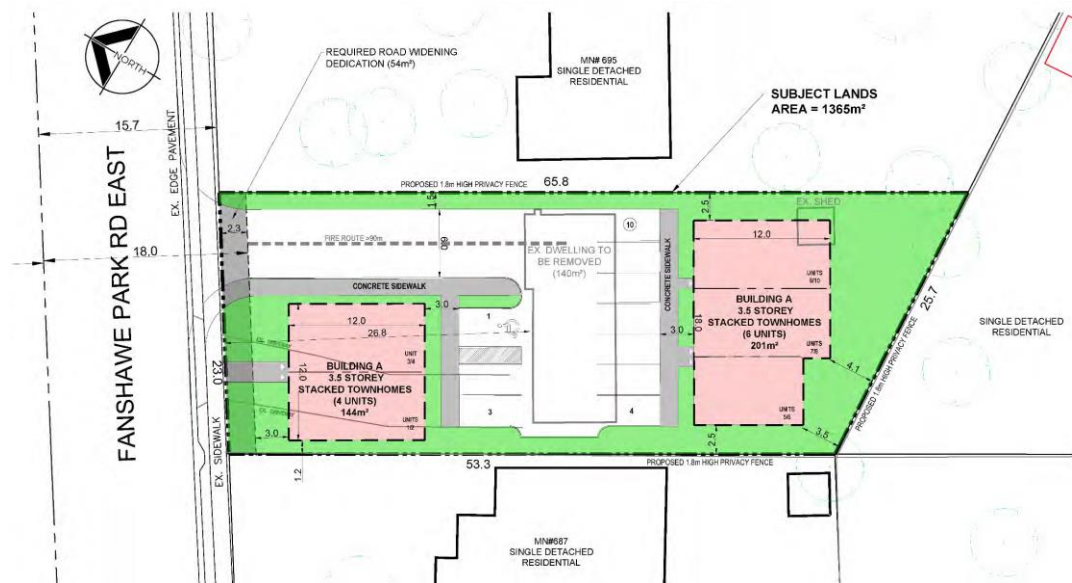 NORTH
FANSHAWE PARK RD EAST
15.7
18.0
EX. EDGE PAVEMENT
EX. SIDEWALK
REQUIRED ROAD WIDENING
DEDICATION (54m²)
MN# 695
SINGLE DETACHED
RESIDENTIAL
SUBJECT LANDS
AREA = 1365m²
PROPOSED 1.8m HIGH PRIVACY FENCE
65.8
2.3
1.5
FIRE ROUTE >90m
EX. DWELLING TO
BE REMOVED
(140m²)
10
2.5
EX. SHED
12.0
CONCRETE SIDEWALK
CONCRETE SIDEWALK
3.0
1
3
4
12.0
26.8
UNIT
3/4
BUILDING A
3.5 STOREY
STACKED TOWNHOMES
(4 UNITS)
144m²
UNITS
1/2
12.0
3.0
1.2
23.0
3.0
18.0
UNITS
9/10
BUILDING A
3.5 STOREY
STACKED TOWNHOMES
(6 UNITS)
201m²
UNITS
7/8
UNITS
5/6
2.5
4.1
3.5
25.7
PROPOSED 1.8m HIGH PRIVACY FENCE
SINGLE DETACHED
RESIDENTIAL
53.3
PROPOSED 1.8m HIGH PRIVACY FENCE
MN#687
SINGLE DETACHED
RESIDENTIAL